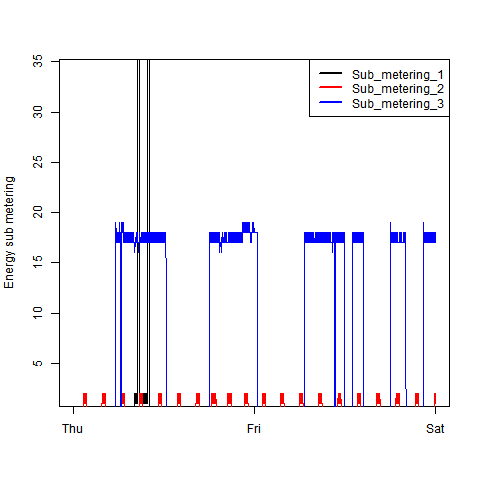 Sub_metering_1
Sub_metering_2
Sub_metering_3
Energy sub metering
35
30
25
20
15
10
5
Thu Fri Sat